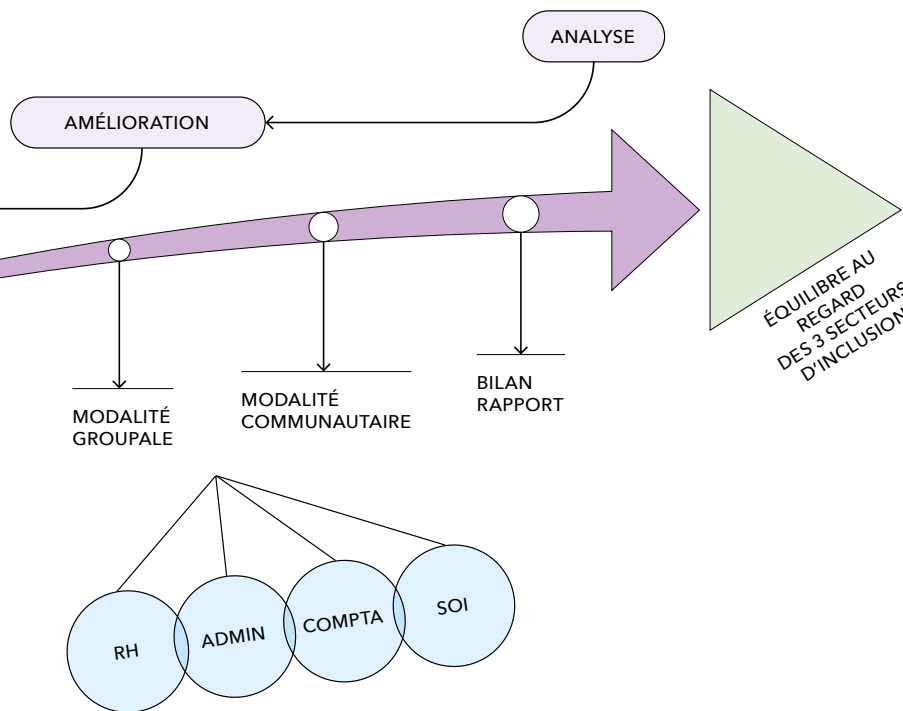 ANALYSE
AMÉLIORATION
ÉQUILIBRE AU
REGARD
DES 3 SECTEURS
D'INCLUSION
MODALITÉ
GROUPALE
MODALITÉ
COMMUNAUTAIRE
BILAN
RAPPORT
RH
ADMIN
COMPTA
SOI